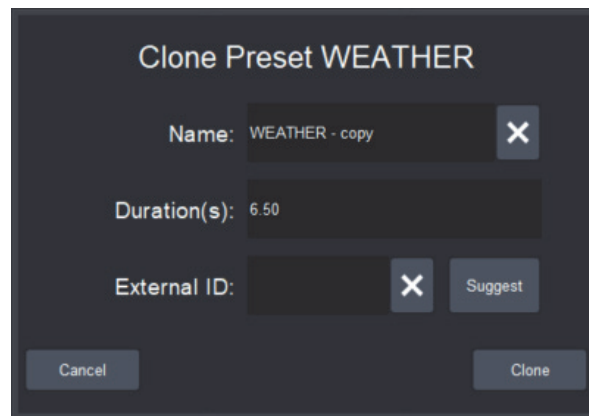 Clone Preset WEATHER
Name: WEATHER - copy
Duration(s): 6.50
External ID: Suggest
Cancel Clone